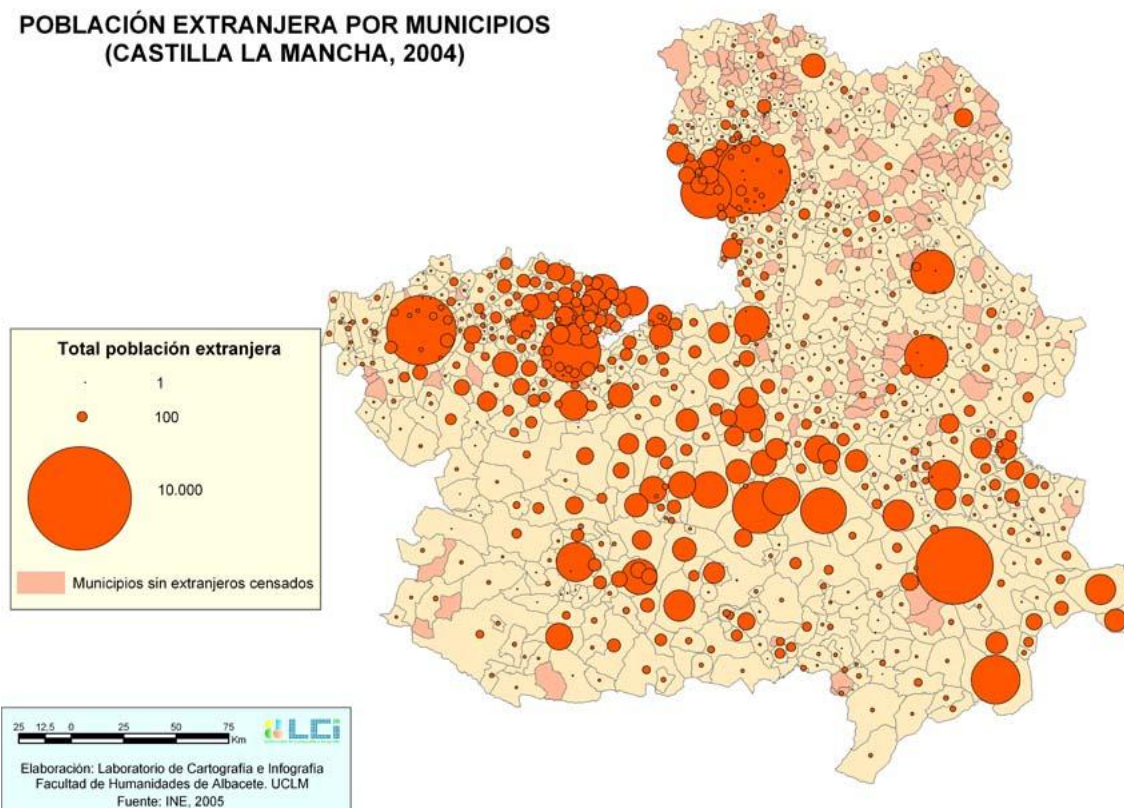 POBLACIÓN EXTRANJERA POR MUNICIPIOS
(CASTILLA LA MANCHA, 2004)
Total población extranjera
1
100
10.000
Municipios sin extranjeros censados
25 12,5 0 25 50 75
Km
LCi
Elaboración: Laboratorio de Cartografía e Infografía
Facultad de Humanidades de Albacete. UCLM
Fuente: INE, 2005